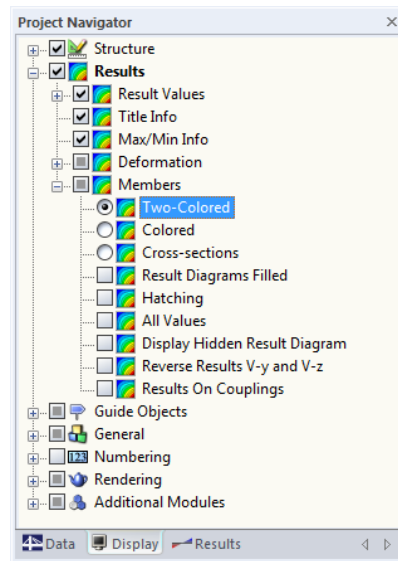 Project Navigator
Structure
Results
Result Values
Title Info
Max/Min Info
Deformation
Members
Two-Colored
Colored
Cross-sections
Result Diagrams Filled
Hatching
All Values
Display Hidden Result Diagram
Reverse Results V-y and V-z
Results On Couplings
Guide Objects
General
123 Numbering
Rendering
Additional Modules
Data Display Results